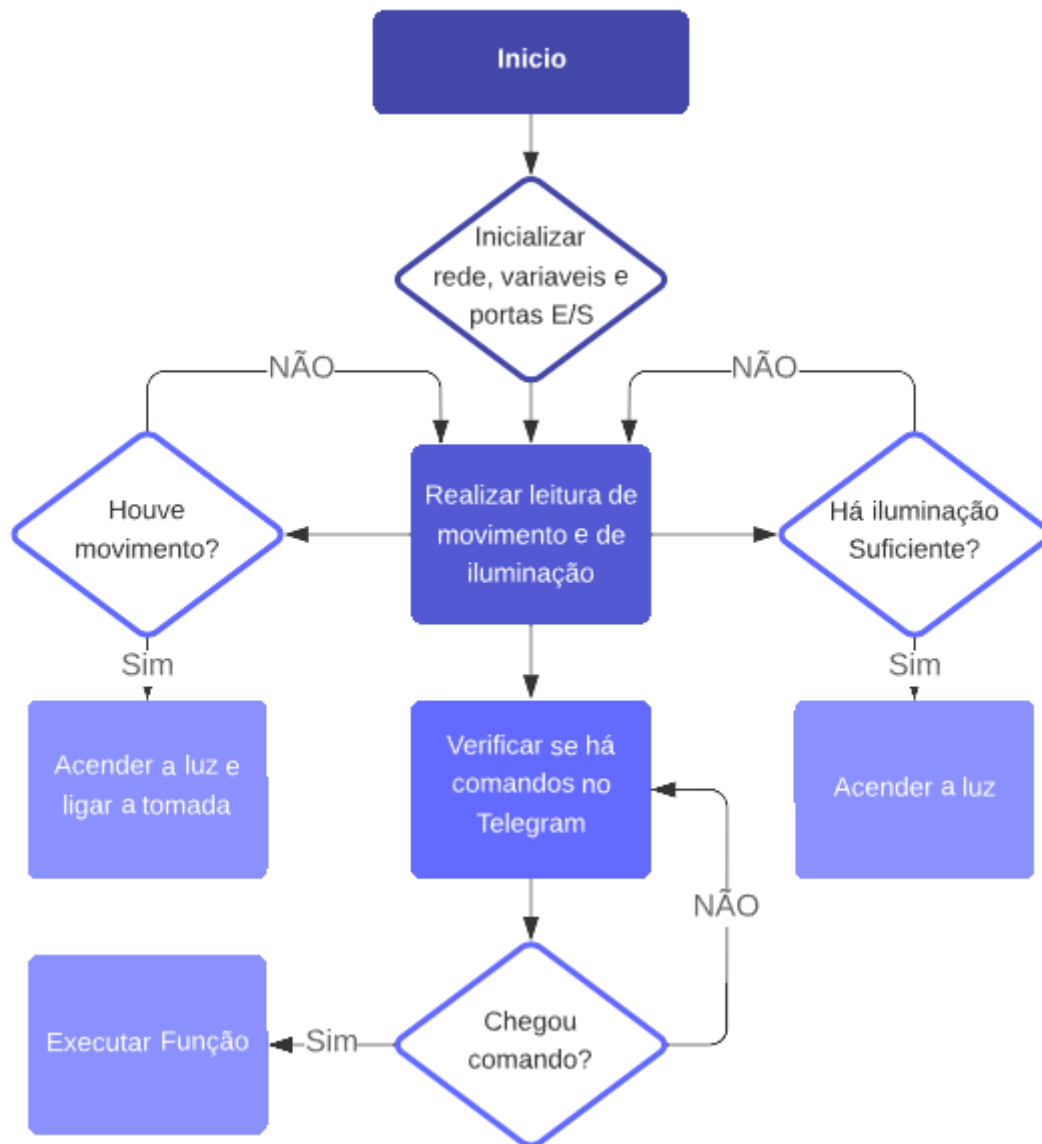 Inicio
Inicializar
rede, variaveis e
portas E/S
NÃO
NÃO
Houve
movimento?
Realizar leitura de
movimento e de
iluminação
Há iluminação
Suficiente?
Sim
Sim
Acender a luz e
ligar a tomada
Verificar se há
comandos no
Telegram
Acender a luz
NÃO
Executar Função
Sim
Chegou
comando?